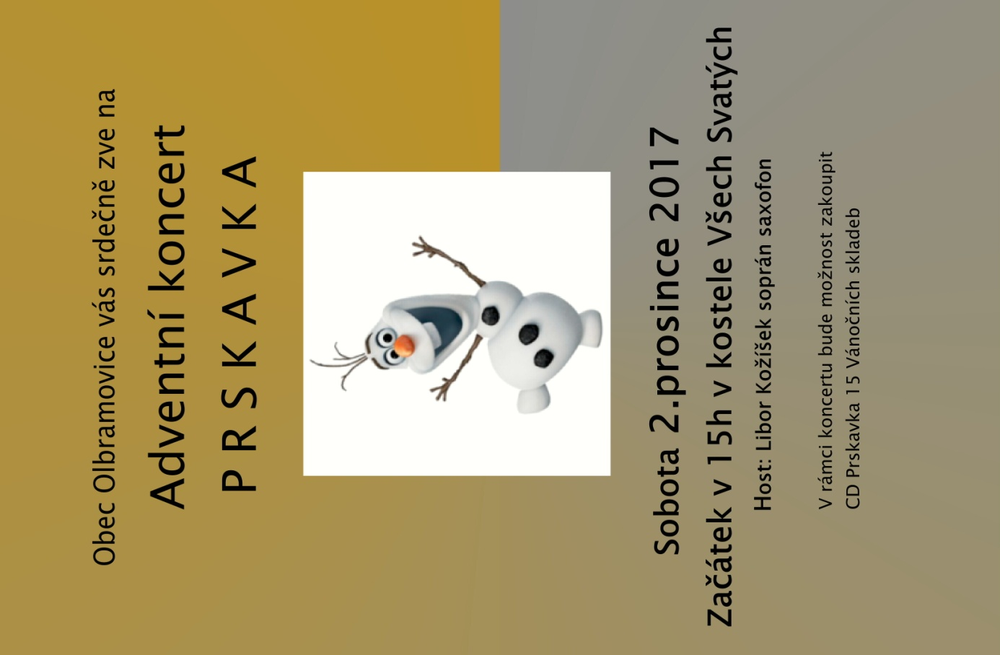 Obec Olbramovice vás srdečně zve na
Adventní koncert
P R S K A V K A
Sobota 2.prosince 2017
Začátek v 15h v kostele Všech Svatých
Host: Libor Kožíšek soprán saxofon
V rámci koncertu bude možnost zakoupit
CD Prskavka 15 Vánočních skladeb